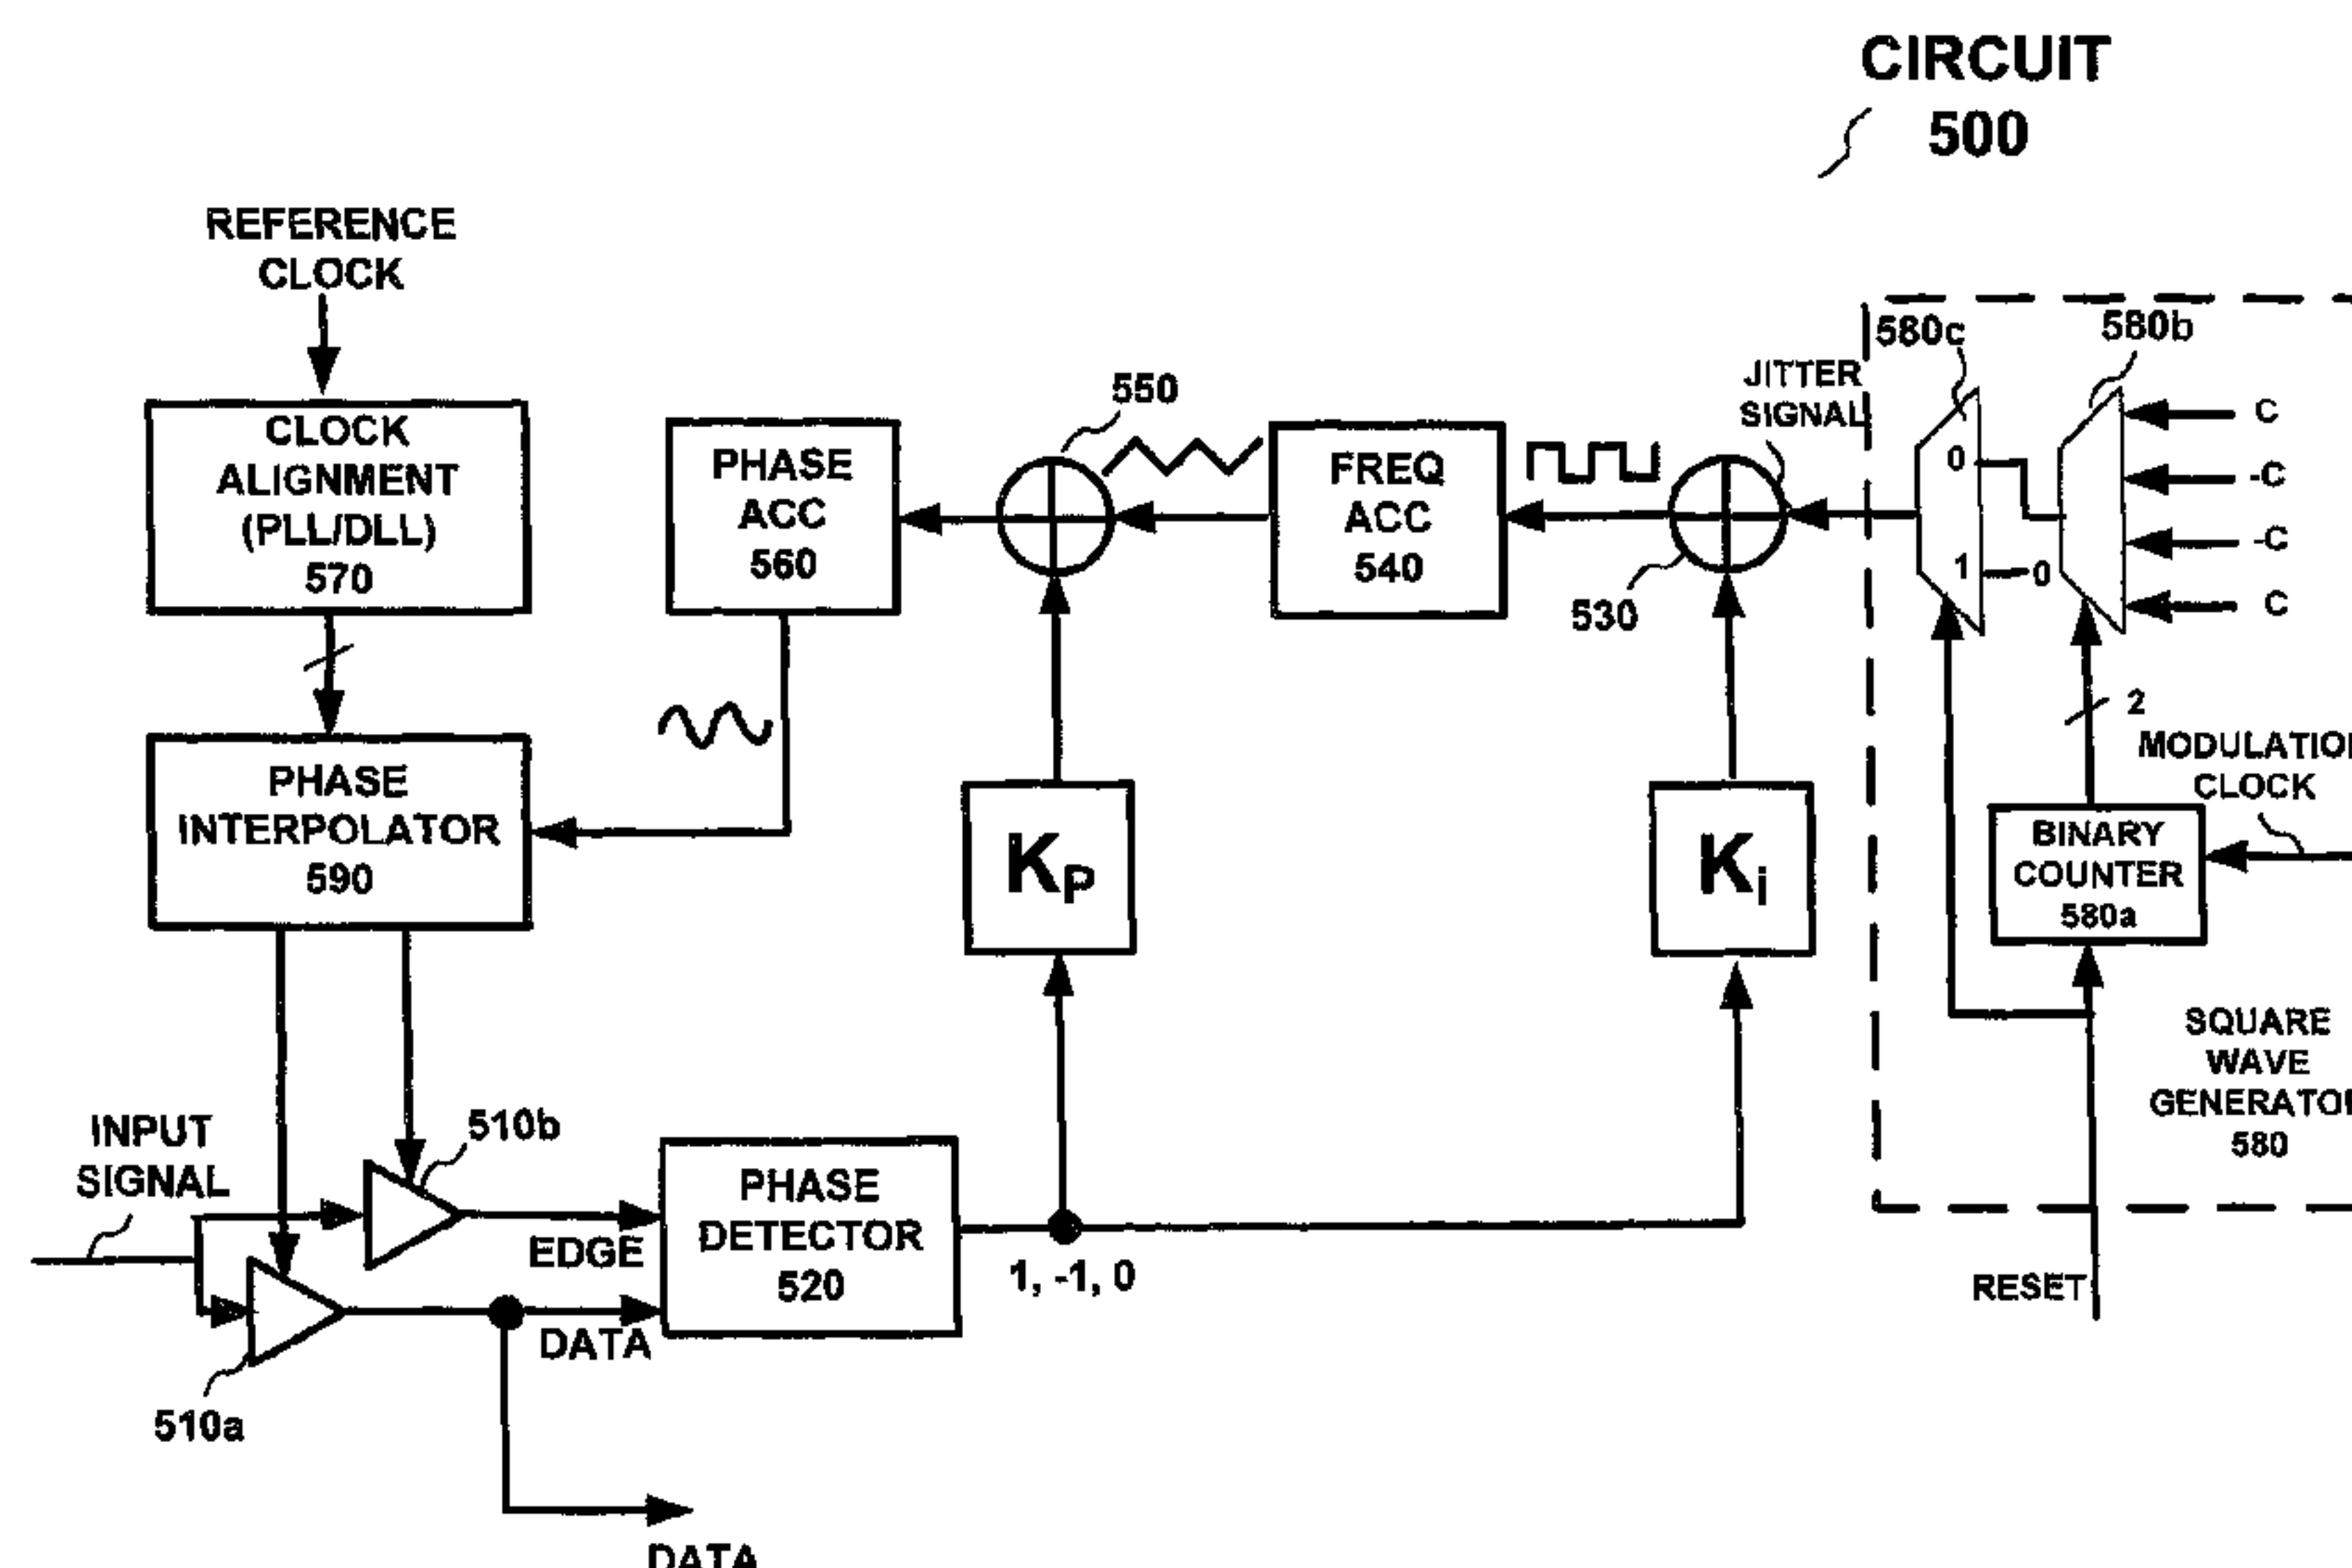 CIRCUIT
500
REFERENCE
CLOCK
CLOCK
ALIGNMENT
(PLL/DLL)
570
PHASE
ACC
560
550
FREQ
ACC
540
530
JITTER
SIGNAL
580c
580b
0
1
0
C
-C
-C
C
2
MODULATION
CLOCK
BINARY
COUNTER
580a
SQUARE
WAVE
GENERATOR
580
RESET
PHASE
INTERPOLATOR
590
KP
Ki
INPUT
SIGNAL
510b
510a
EDGE
DATA
PHASE
DETECTOR
520
1, -1, 0
DATA